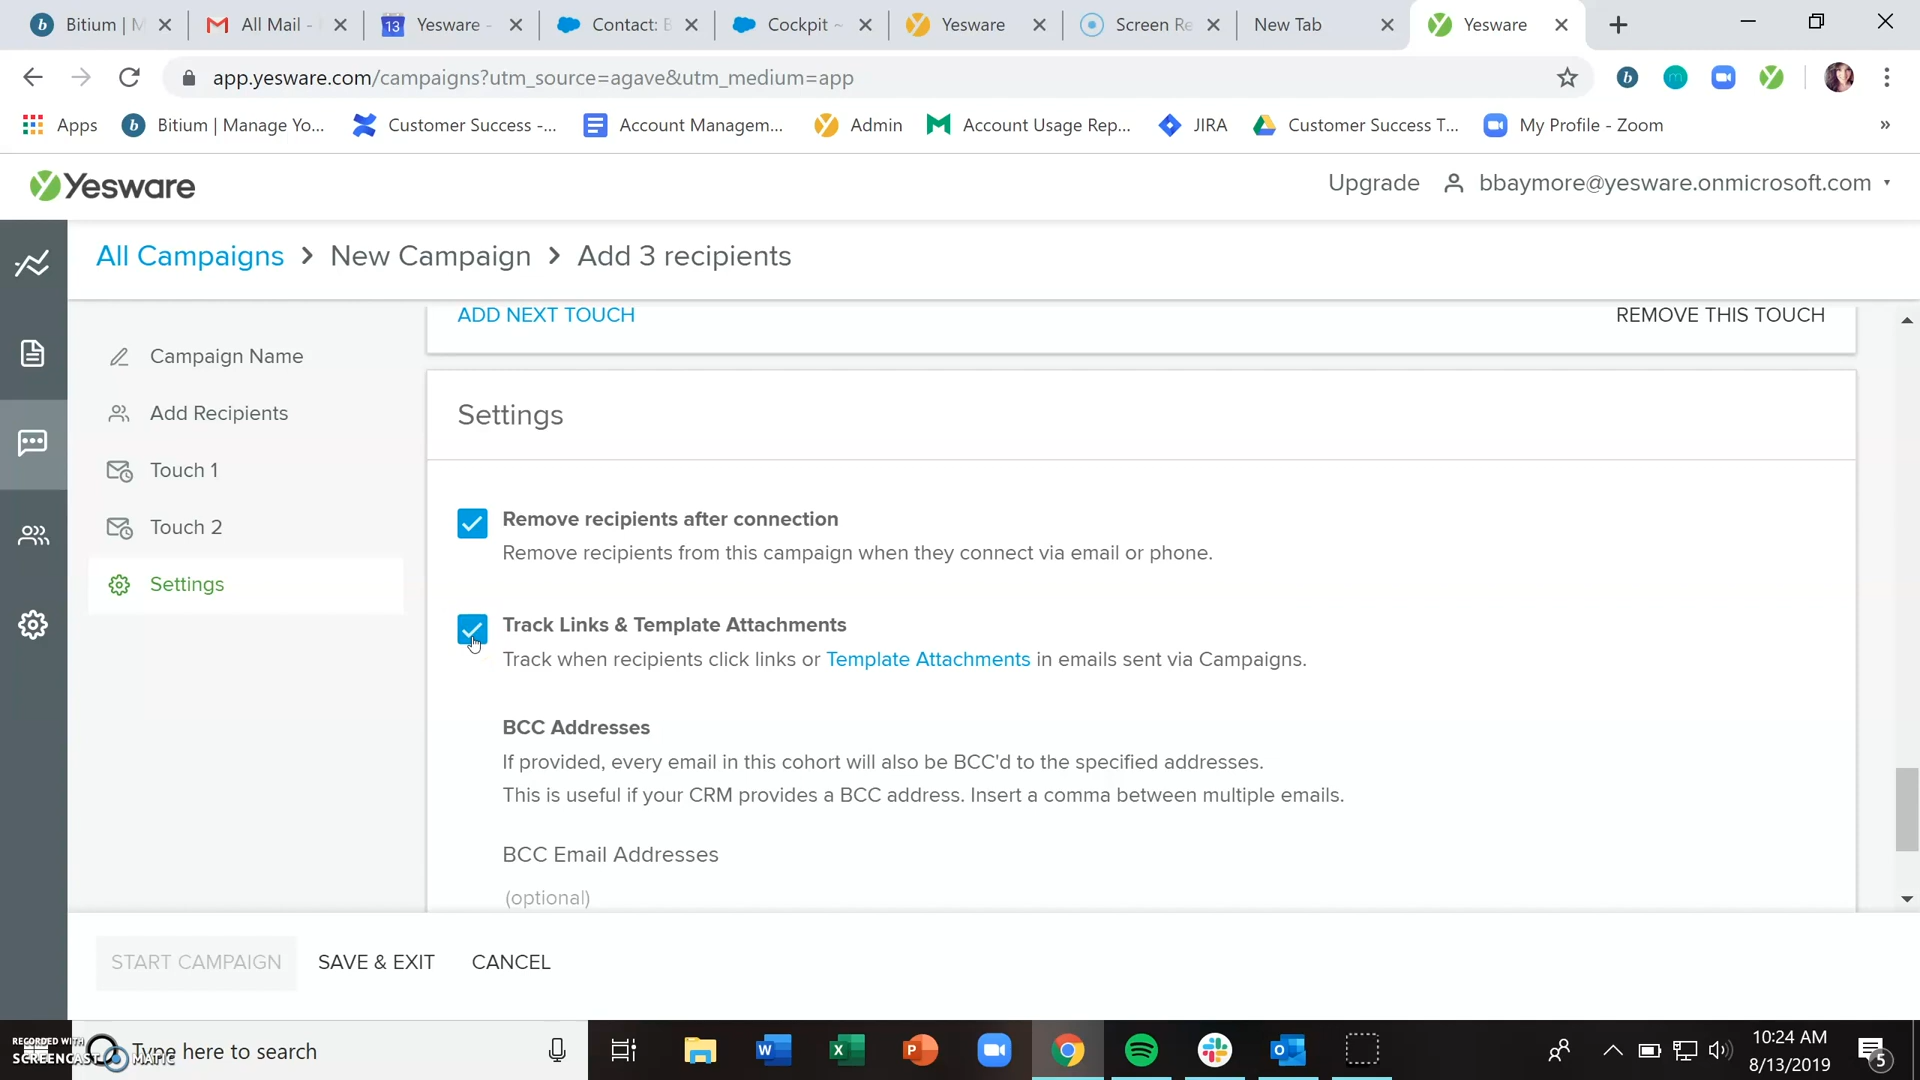 Bitium | M
All Mail -
13
Yesware -
Contact: B
Cockpit ~
Yesware
Screen Re
New Tab
Yesware
app.yesware.com/campaigns?utm_source=agave&utm_medium=app
Apps
Bitium | Manage Yo...
Customer Success -...
Account Managem...
Admin
Account Usage Rep...
JIRA
Customer Success T...
My Profile - Zoom
»
Yesware
Upgrade
bbaymore@yesware.onmicrosoft.com
All Campaigns > New Campaign > Add 3 recipients
Campaign Name
Add Recipients
Touch 1
Touch 2
Settings
ADD NEXT TOUCH
REMOVE THIS TOUCH
Settings
Remove recipients after connection
Remove recipients from this campaign when they connect via email or phone.
Track Links & Template Attachments
Track when recipients click links or Template Attachments in emails sent via Campaigns.
BCC Addresses
If provided, every email in this cohort will also be BCC'd to the specified addresses.
This is useful if your CRM provides a BCC address. Insert a comma between multiple emails.
BCC Email Addresses
(optional)
START CAMPAIGN
SAVE & EXIT
CANCEL
RECORDED WITH
SCREENCAST MATIC
Type here to search
10:24 AM
8/13/2019
5